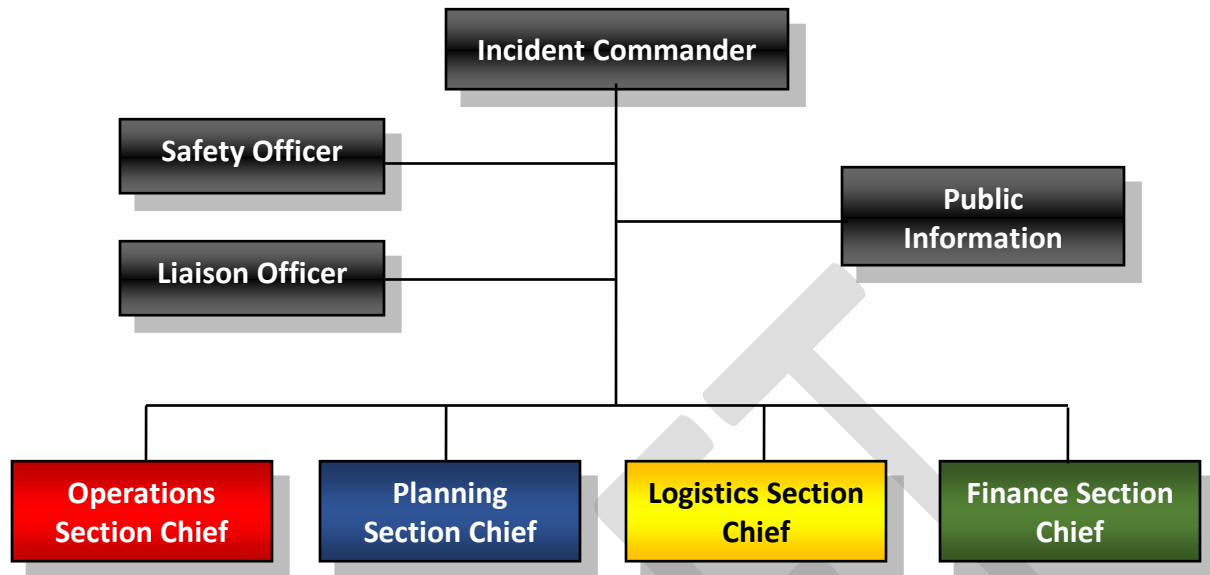 Incident Commander
Safety Officer
Public
Information
Liaison Officer
Operations
Section Chief
Planning
Section Chief
Logistics Section
Chief
Finance Section
Chief